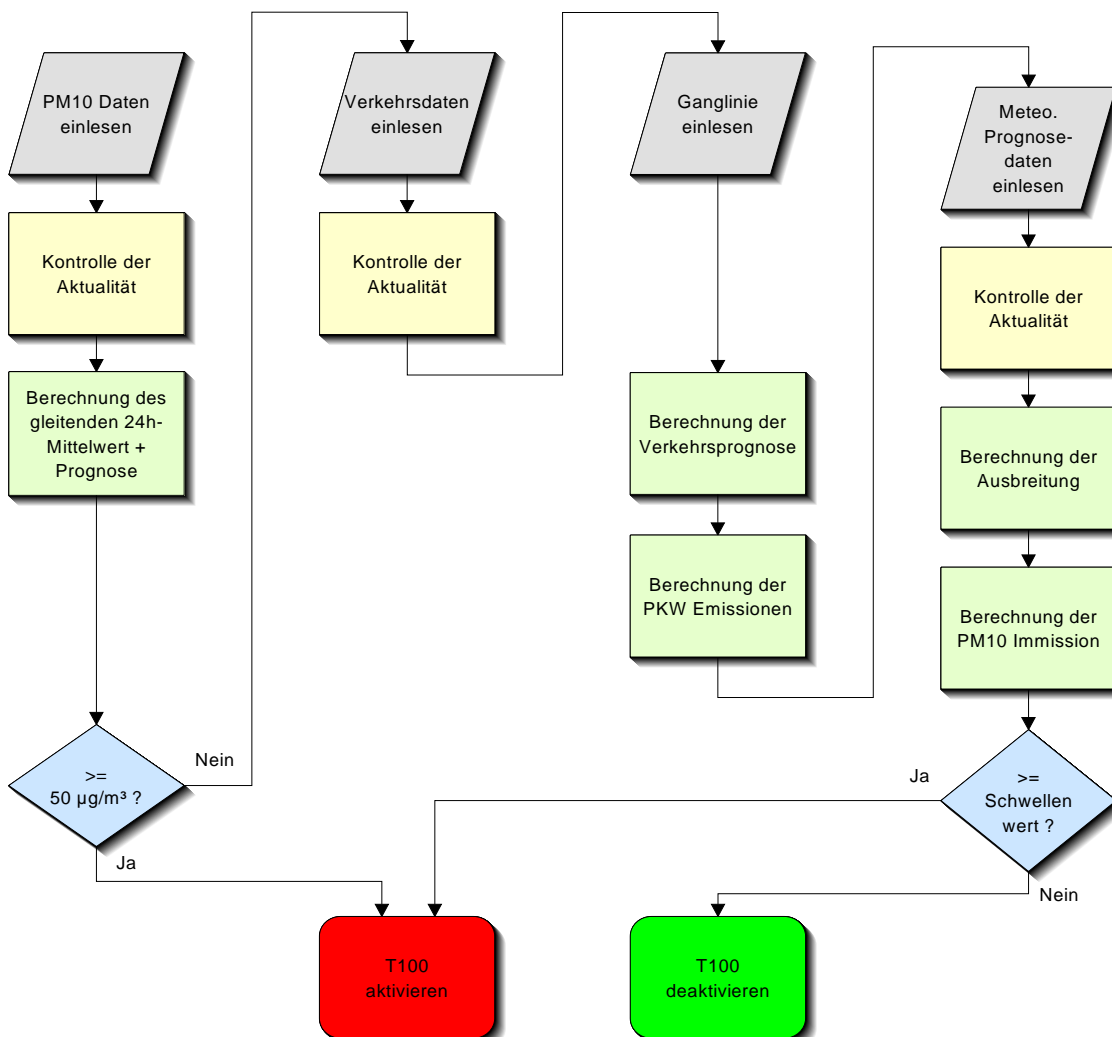 PM10 Daten
einlesen
Kontrolle der
Aktualität
Berechnung des
gleitenden 24h-
Mittelwert +
Prognose
>=
50 µg/m³ ?
Nein
Ja
Verkehrsdaten
einlesen
Kontrolle der
Aktualität
Ganglinie
einlesen
Berechnung der
Verkehrsprognose
Berechnung der
PKW Emissionen
Meteo.
Prognose-
daten
einlesen
Kontrolle der
Aktualität
Berechnung der
Ausbreitung
Berechnung der
PM10 Immission
>=
Schwellen
wert ?
Ja
Nein
T100
aktivieren
T100
deaktivieren